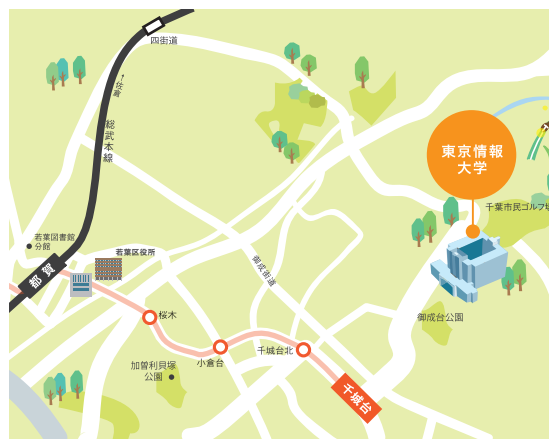 四街道
←佐倉
総武本線
東京情報
大学
千葉市民ゴルフ場
若葉図書館
分館
若葉区役所
御成街道
都賀
桜木
御成台公園
千城台北
小倉台
加曽利貝塚
公園
千城台